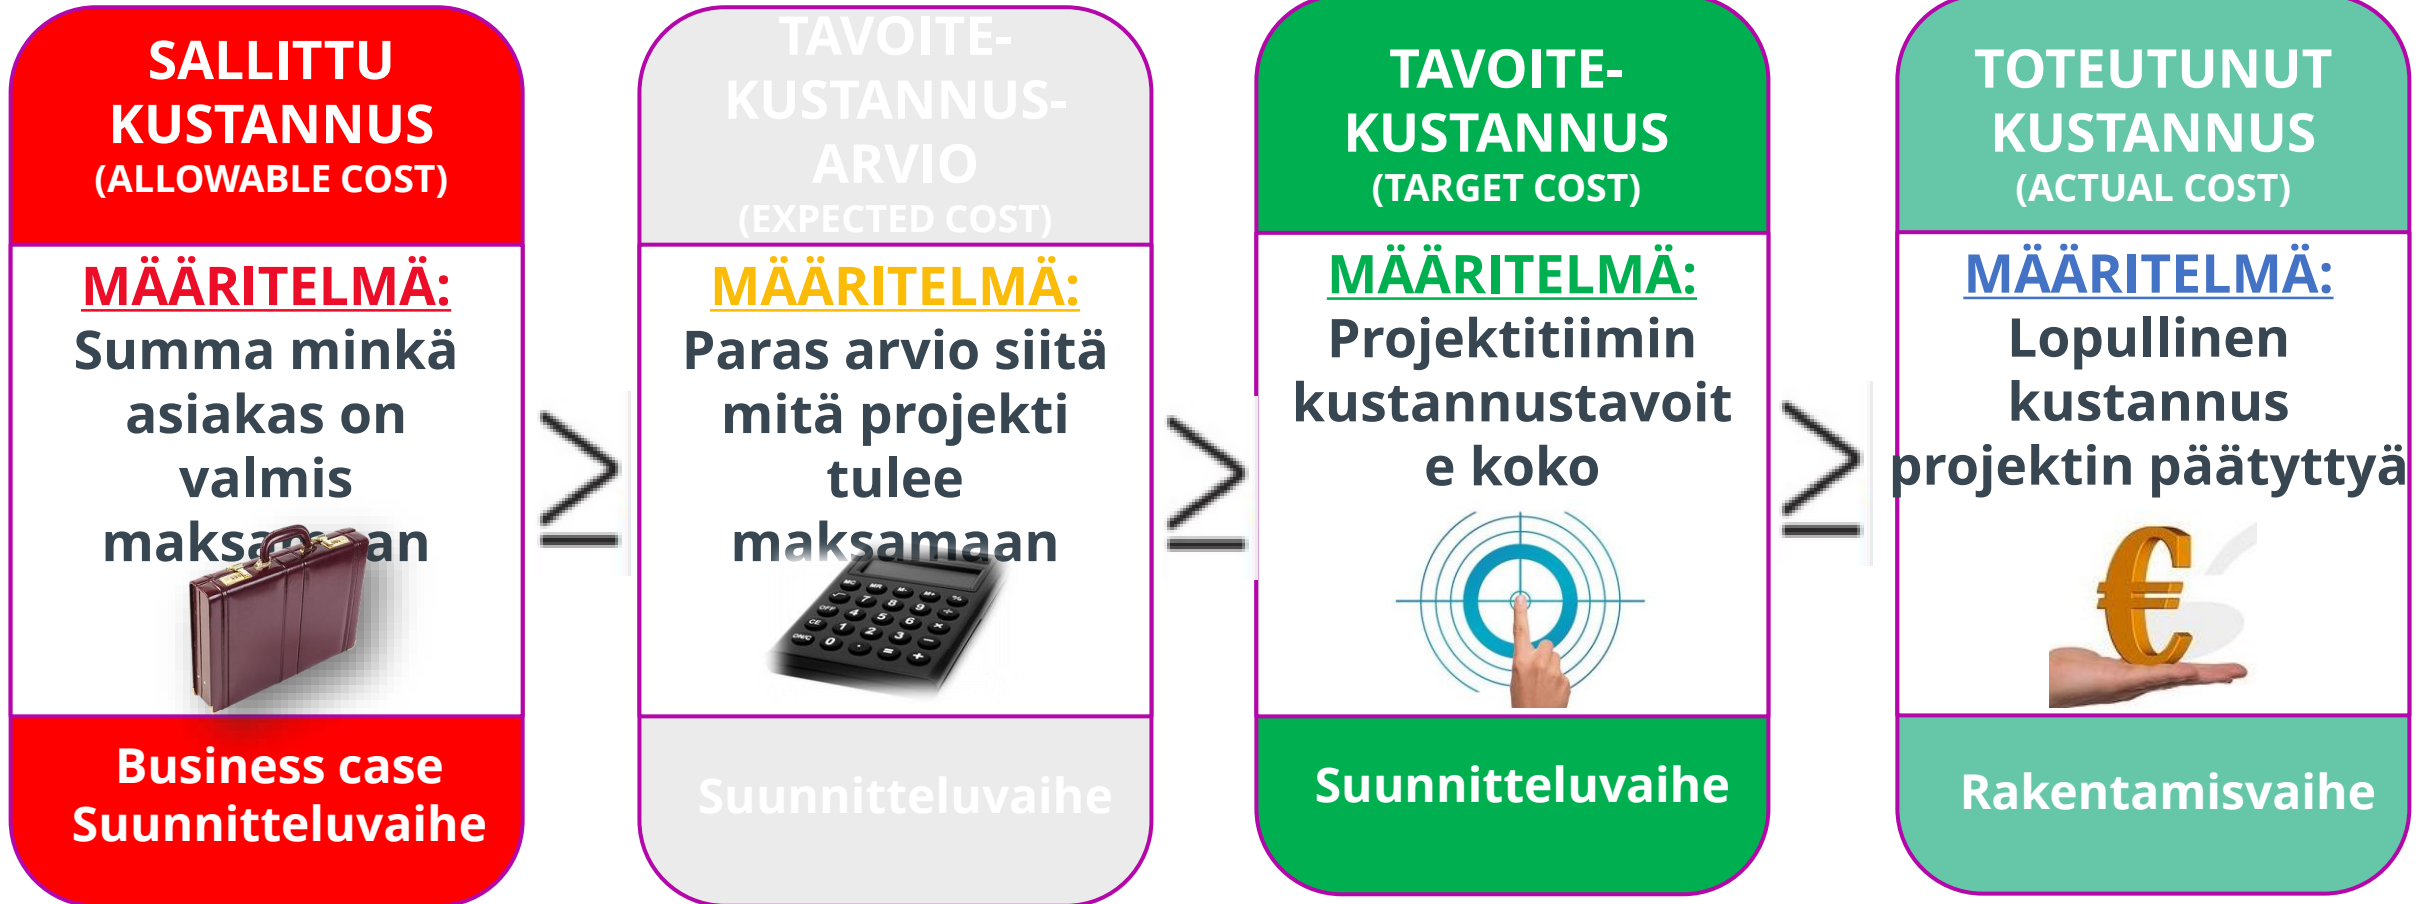 SALLITTU
KUSTANNUS
(ALLOWABLE COST)
MÄÄRITELMÄ:
Summa minkä
asiakas on
valmis
maksamaan
Business case
Suunnitteluvaihe
≥
TAVOITE-
KUSTANNUS-
ARVIO
(EXPECTED COST)
MÄÄRITELMÄ:
Paras arvio siitä
mitä projekti
tulee
maksamaan
Suunnitteluvaihe
≥
TAVOITE-
KUSTANNUS
(TARGET COST)
MÄÄRITELMÄ:
Projektitiimin
kustannustavoit
e koko
Suunnitteluvaihe
≥
TOTEUTUNUT
KUSTANNUS
(ACTUAL COST)
MÄÄRITELMÄ:
Lopullinen
kustannus
projektin päätyttyä
€
Rakentamisvaihe